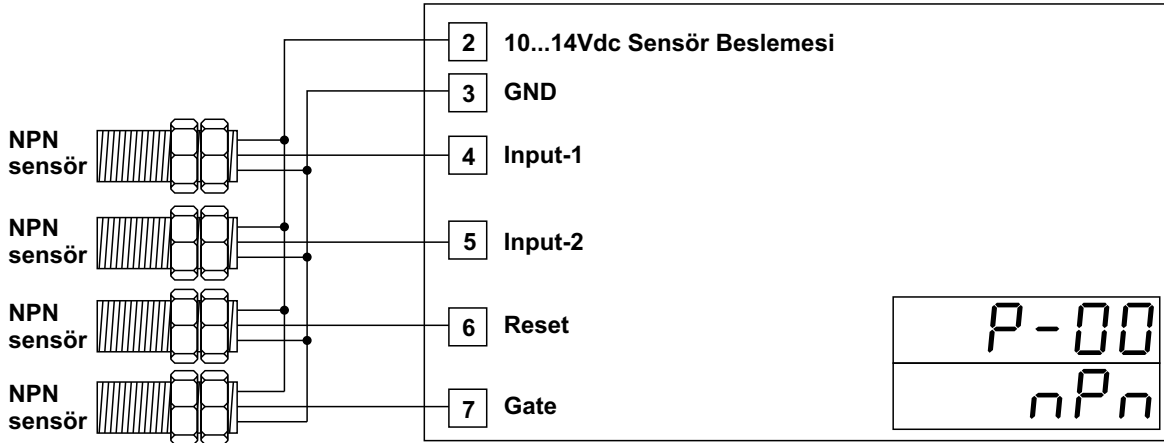 2 10...14Vdc Sensör Beslemesi
3 GND
NPN
sensör
4 Input-1
NPN
sensör
5 Input-2
NPN
sensör
6 Reset
NPN
sensör
7 Gate
P-00
nPn